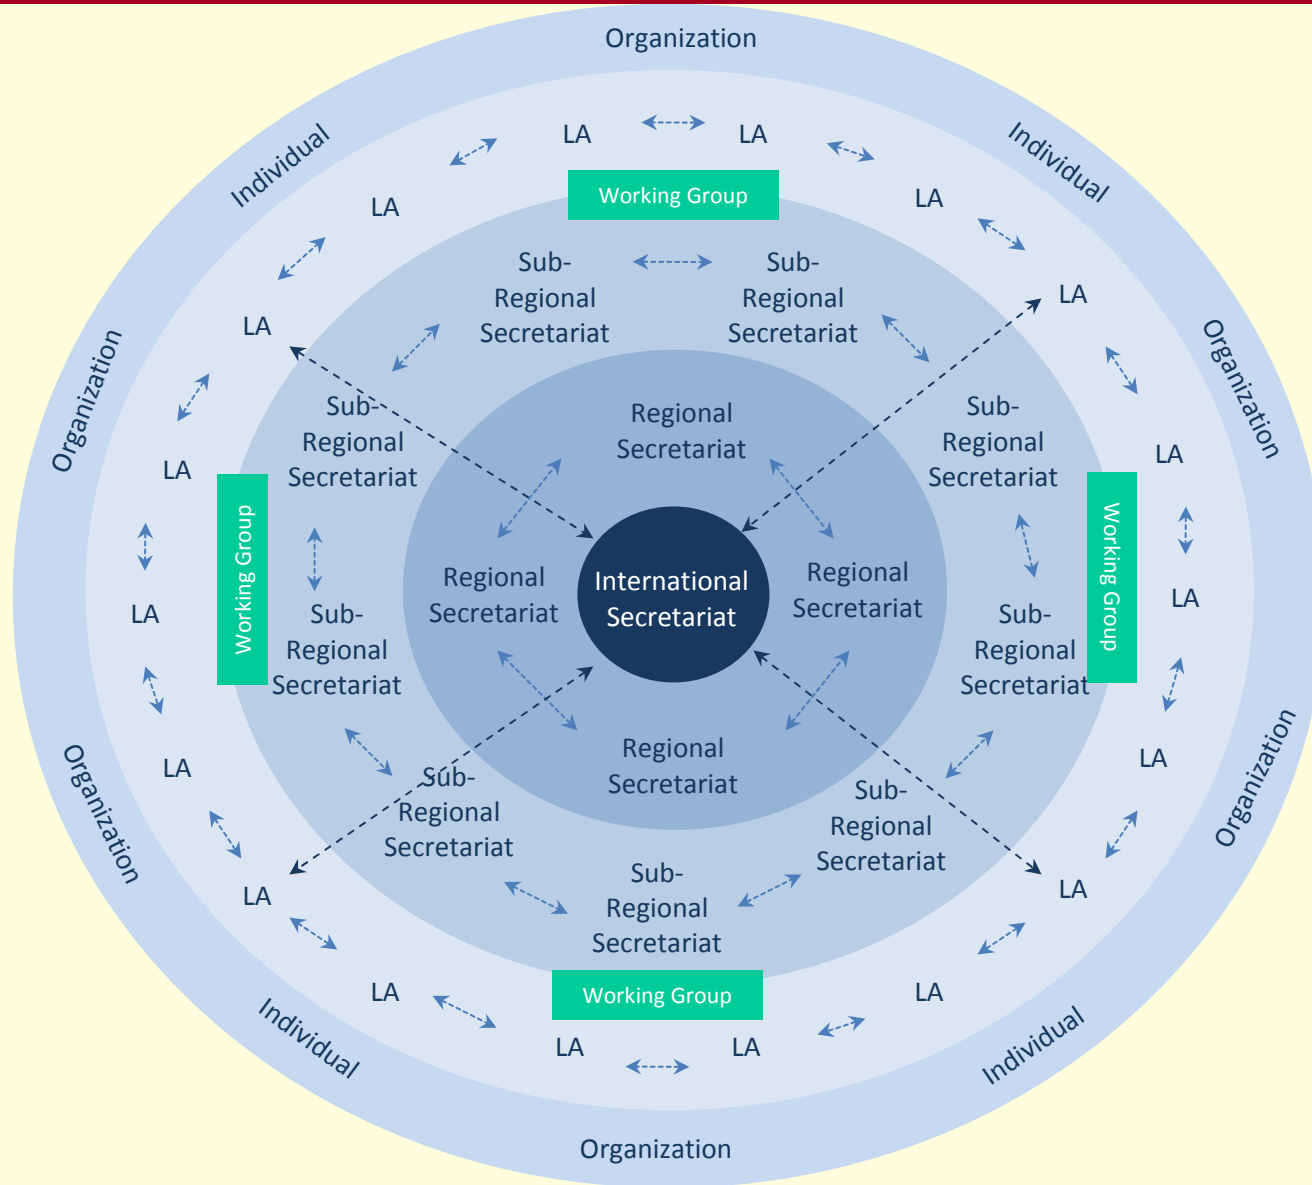 Organization
LA
LA
Individual
Individual
Working Group
LA
LA
Sub-
Regional
Secretariat
Sub-
Regional
Secretariat
LA
LA
Organization
Organization
Sub-
Regional
Secretariat
Regional
Secretariat
Sub-
Regional
Secretariat
LA
LA
Working Group
Working Group
Regional
Secretariat
International
Secretariat
Regional
Secretariat
LA
LA
Sub-
Regional
Secretariat
Sub-
Regional
Secretariat
LA
LA
Regional
Secretariat
Organization
Organization
Sub-
Regional
Secretariat
Sub-
Regional
Secretariat
LA
LA
Sub-
Regional
Secretariat
LA
LA
Working Group
Individual
Individual
LA
LA
Organization